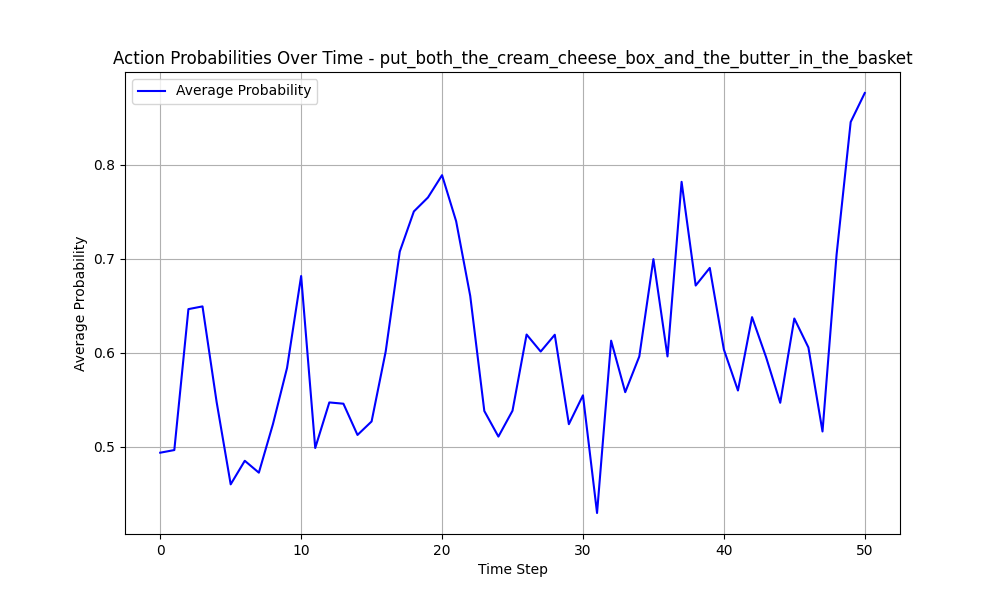 Action Probabilities Over Time - put_both_the_cream_cheese_box_and_the_butter_in_the_basket
Average Probability
0.8
0.7
0.6
0.5
Average Probability
0 10 20 30 40 50
Time Step